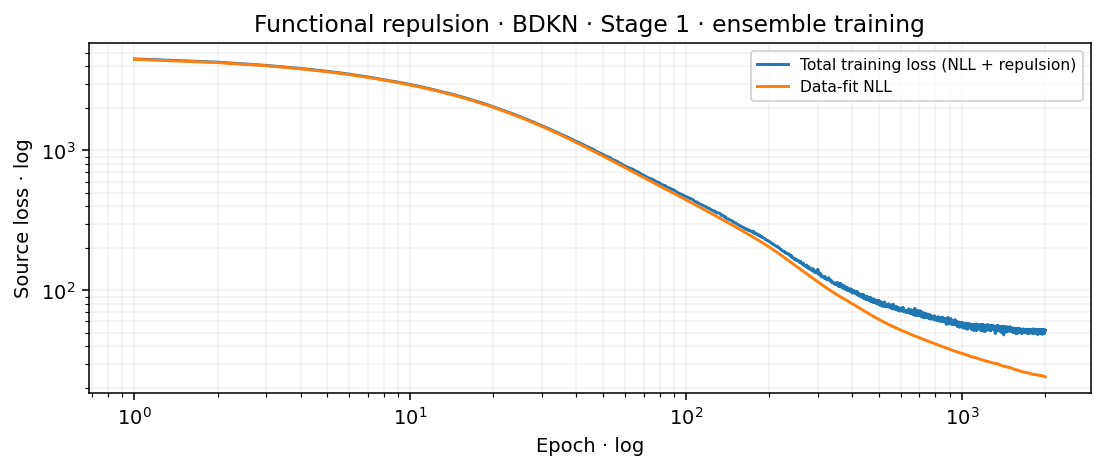 Functional repulsion · BDKN · Stage 1 · ensemble training
Total training loss (NLL + repulsion)
Data-fit NLL
Source loss · log
10³
10²
10⁰ 10¹ 10² 10³
Epoch · log